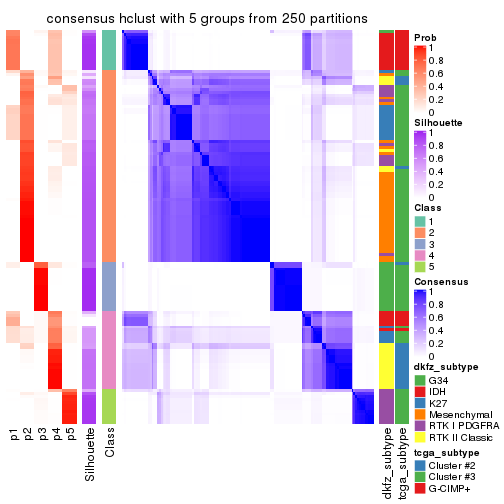 consensus hclust with 5 groups from 250 partitions
Prob
1
0.8
0.6
0.4
0.2
0
Silhouette
1
0.8
0.6
0.4
0.2
0
Class
1
2
3
4
5
Consensus
1
0.8
0.6
0.4
0.2
0
dkfz_subtype
G34
IDH
K27
Mesenchymal
RTK I PDGFRA
RTK II Classic
tcga_subtype
Cluster #2
Cluster #3
G-CIMP+
p1
p2
p3
p4
p5
Silhouette
Class
dkfz_subtype
tcga_subtype